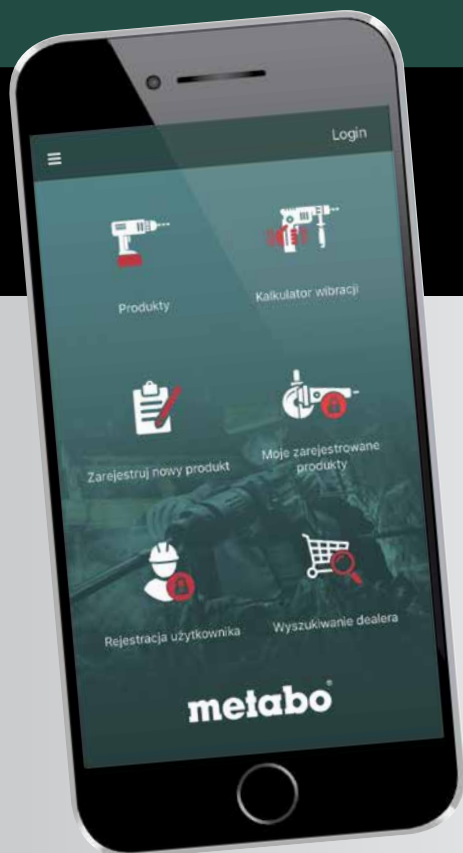 Login
Produkty
Kalkulator wibracji
Zarejestruj nowy produkt
Moje zarejestrowane
produkty
Rejestracja użytkownika
Wyszukiwanie dealera
metabo®